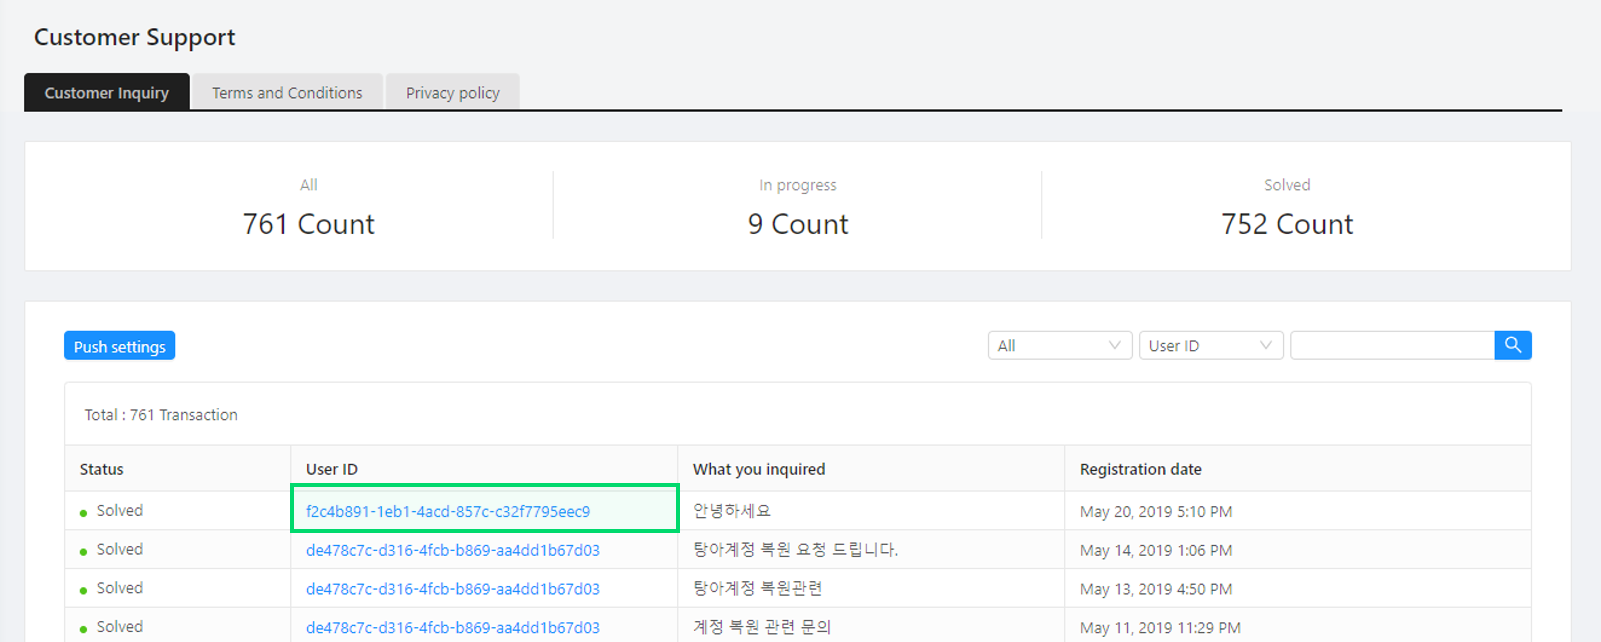 Customer Support
Customer Inquiry Terms and Conditions Privacy policy
All In progress Solved
761 Count 9 Count 752 Count
Push settings All User ID
Total : 761 Transaction
Status User ID What you inquired Registration date
Solved f2c4b891-1eb1-4acd-857c-c32f7795eec9 안녕하세요 May 20, 2019 5:10 PM
Solved de478c7c-d316-4fcb-b869-aa4dd1b67d03 탕아계정 복원 요청 드립니다. May 14, 2019 1:06 PM
Solved de478c7c-d316-4fcb-b869-aa4dd1b67d03 탕아계정 복원관련 May 13, 2019 4:50 PM
Solved de478c7c-d316-4fcb-b869-aa4dd1b67d03 계정 복원 관련 문의 May 11, 2019 11:29 PM